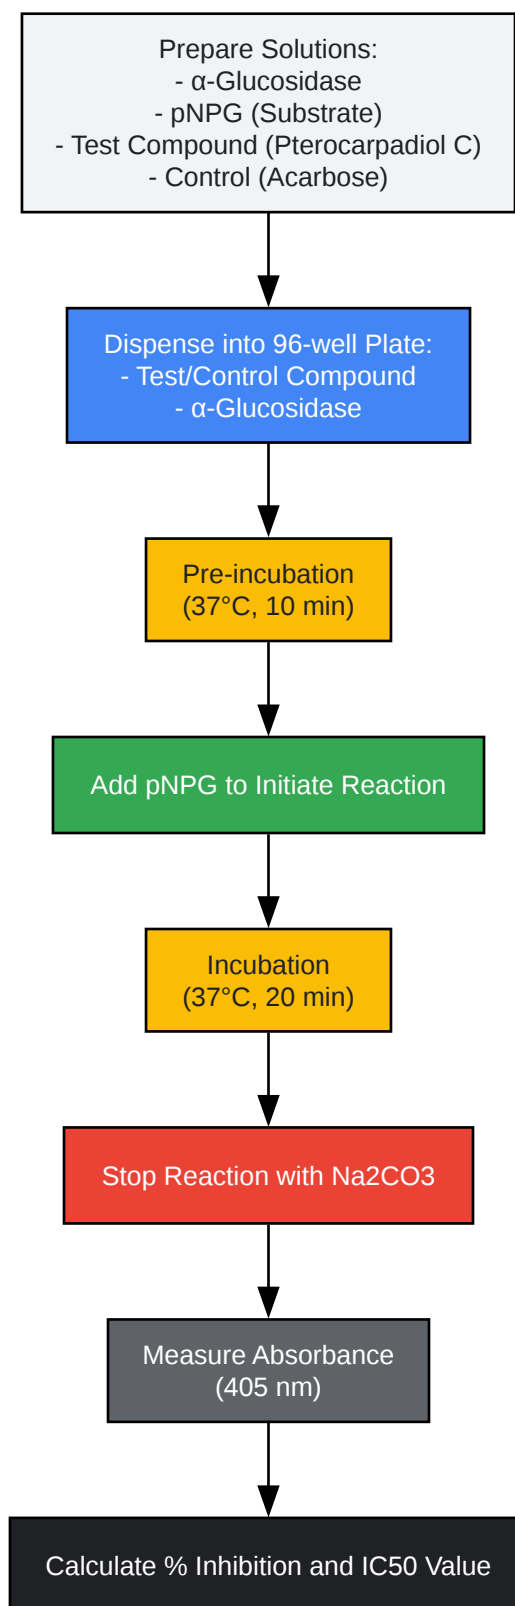 Prepare Solutions:
- α-Glucosidase
- pNPG (Substrate)
- Test Compound (Pterocarpadiol C)
- Control (Acarbose)
Dispense into 96-well Plate:
- Test/Control Compound
- α-Glucosidase
Pre-incubation
(37°C, 10 min)
Add pNPG to Initiate Reaction
Incubation
(37°C, 20 min)
Stop Reaction with Na2CO3
Measure Absorbance
(405 nm)
Calculate % Inhibition and IC50 Value